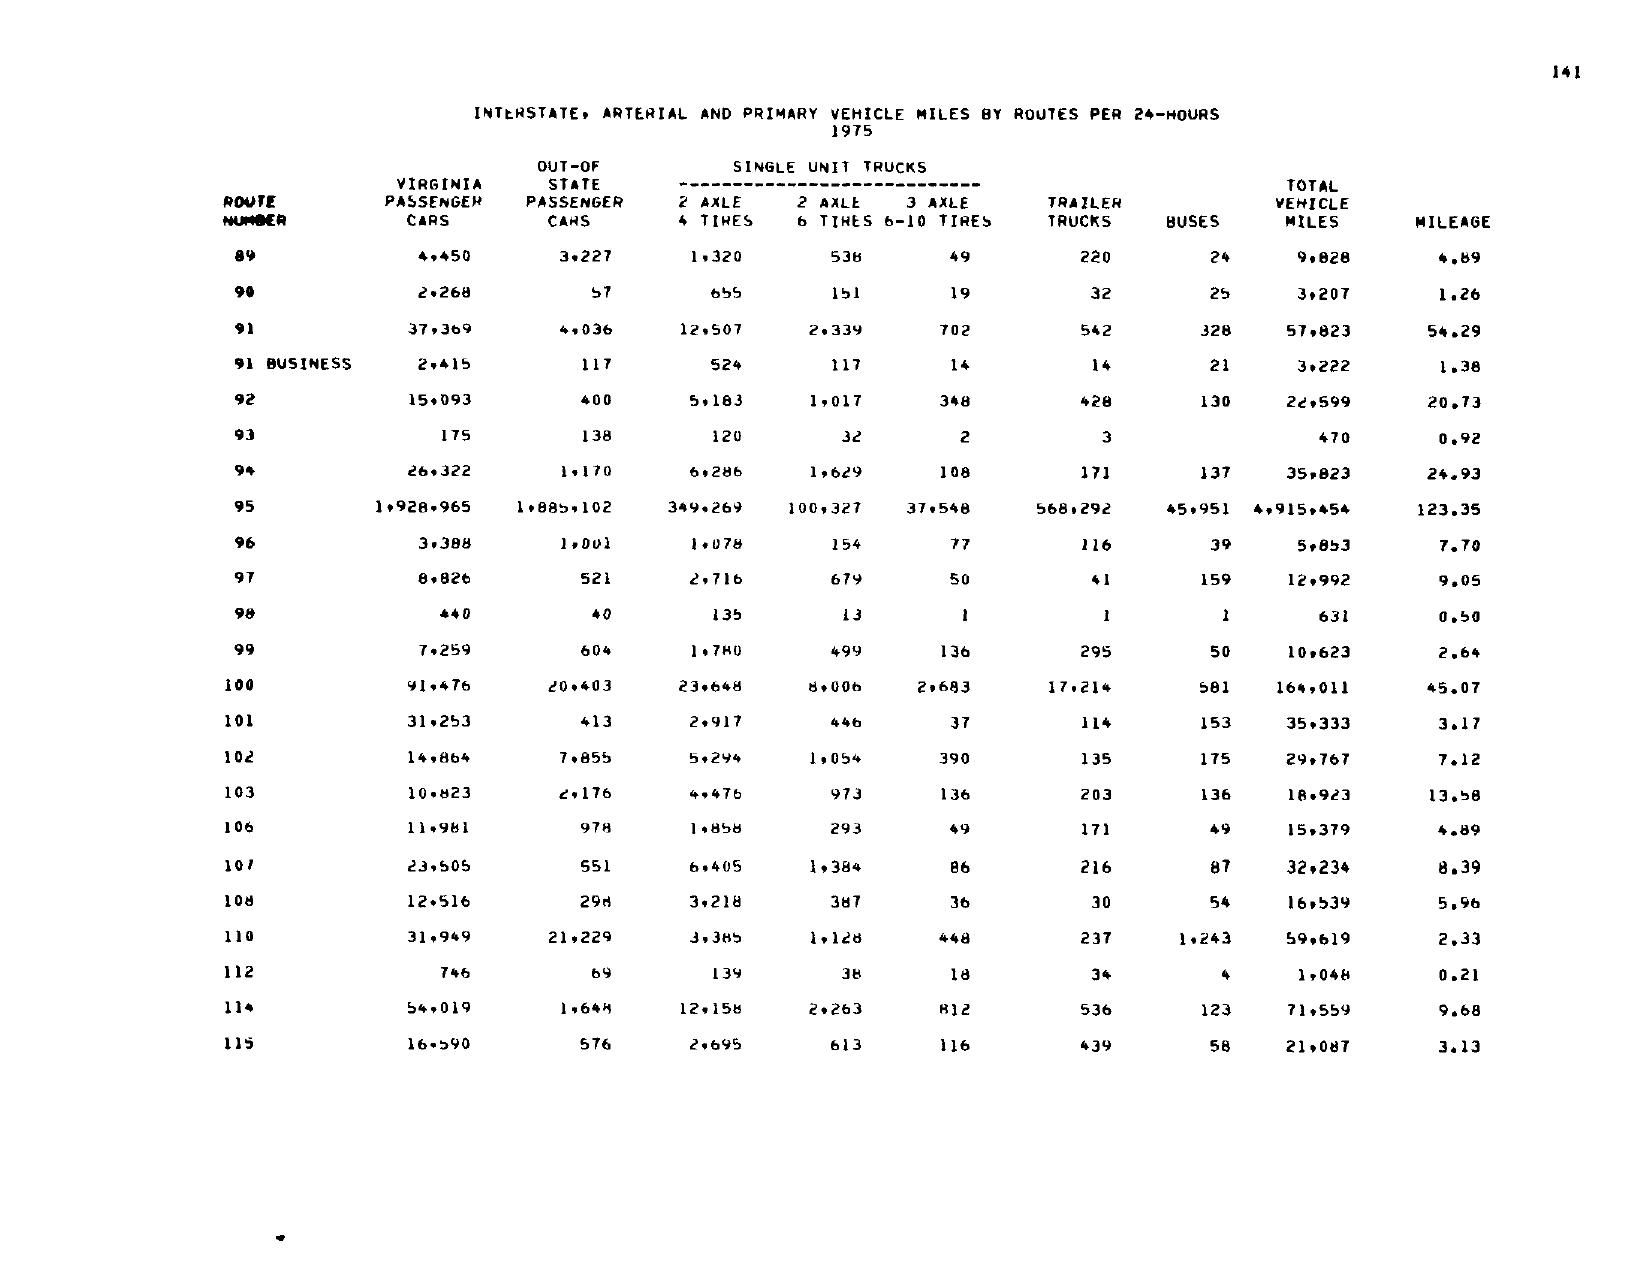 141
INTERSTATE, ARTERIAL AND PRIMARY VEHICLE MILES BY ROUTES PER 24-HOURS
1975
OUT-OF SINGLE UNIT TRUCKS
VIRGINIA STATE ---------------------------- TOTAL
ROUTE PASSENGER PASSENGER 2 AXLE 2 AXLE 3 AXLE TRAILER VEHICLE
NUMBER CARS CARS 4 TIRES 6 TIRES 6-10 TIRES TRUCKS BUSES MILES MILEAGE
89 4,450 3,227 1,320 538 49 220 24 9,828 4.89
90 2,268 57 655 151 19 32 25 3,207 1.26
91 37,369 4,036 12,507 2,339 702 542 328 57,823 54.29
91 BUSINESS 2,415 117 524 117 14 14 21 3,222 1.38
92 15,093 400 5,183 1,017 348 428 130 22,599 20.73
93 175 138 120 32 2 3 470 0.92
94 26,322 1,170 6,286 1,629 108 171 137 35,823 24.93
95 1,928,965 1,885,102 349,269 100,327 37,548 568,292 45,951 4,915,454 123.35
96 3,388 1,001 1,078 154 77 116 39 5,853 7.70
97 8,826 521 2,716 679 50 41 159 12,992 9.05
98 440 40 135 13 1 1 1 631 0.50
99 7,259 604 1,780 499 136 295 50 10,623 2.64
100 91,476 20,403 23,648 8,006 2,683 17,214 581 164,011 45.07
101 31,253 413 2,917 446 37 114 153 35,333 3.17
102 14,864 7,855 5,294 1,054 390 135 175 29,767 7.12
103 10,823 2,176 4,476 973 136 203 136 18,923 13.58
106 11,981 978 1,858 293 49 171 49 15,379 4.89
107 23,505 551 6,405 1,384 86 216 87 32,234 8.39
108 12,516 298 3,218 387 36 30 54 16,539 5.96
110 31,949 21,229 3,385 1,128 448 237 1,243 59,619 2.33
112 746 69 139 38 18 34 4 1,048 0.21
114 54,019 1,648 12,158 2,263 812 536 123 71,559 9.68
115 16,590 576 2,695 613 116 439 58 21,087 3.13